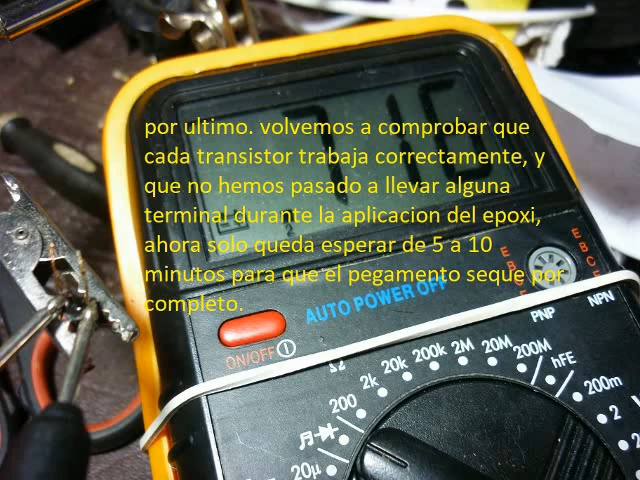 por ultimo. volvemos a comprobar que
cada transistor trabaja correctamente, y
que no hemos pasado a llevar alguna
terminal durante la aplicacion del epoxi,
ahora solo queda esperar de 5 a 10
minutos para que el pegamento seque por
completo.
AUTO POWER OFF
E B C E
E B C E
PNP
NPN
ON/OFF
Ω
200
2k
20k
200k
2M
20M
200M
hFE
200m
2
20µ